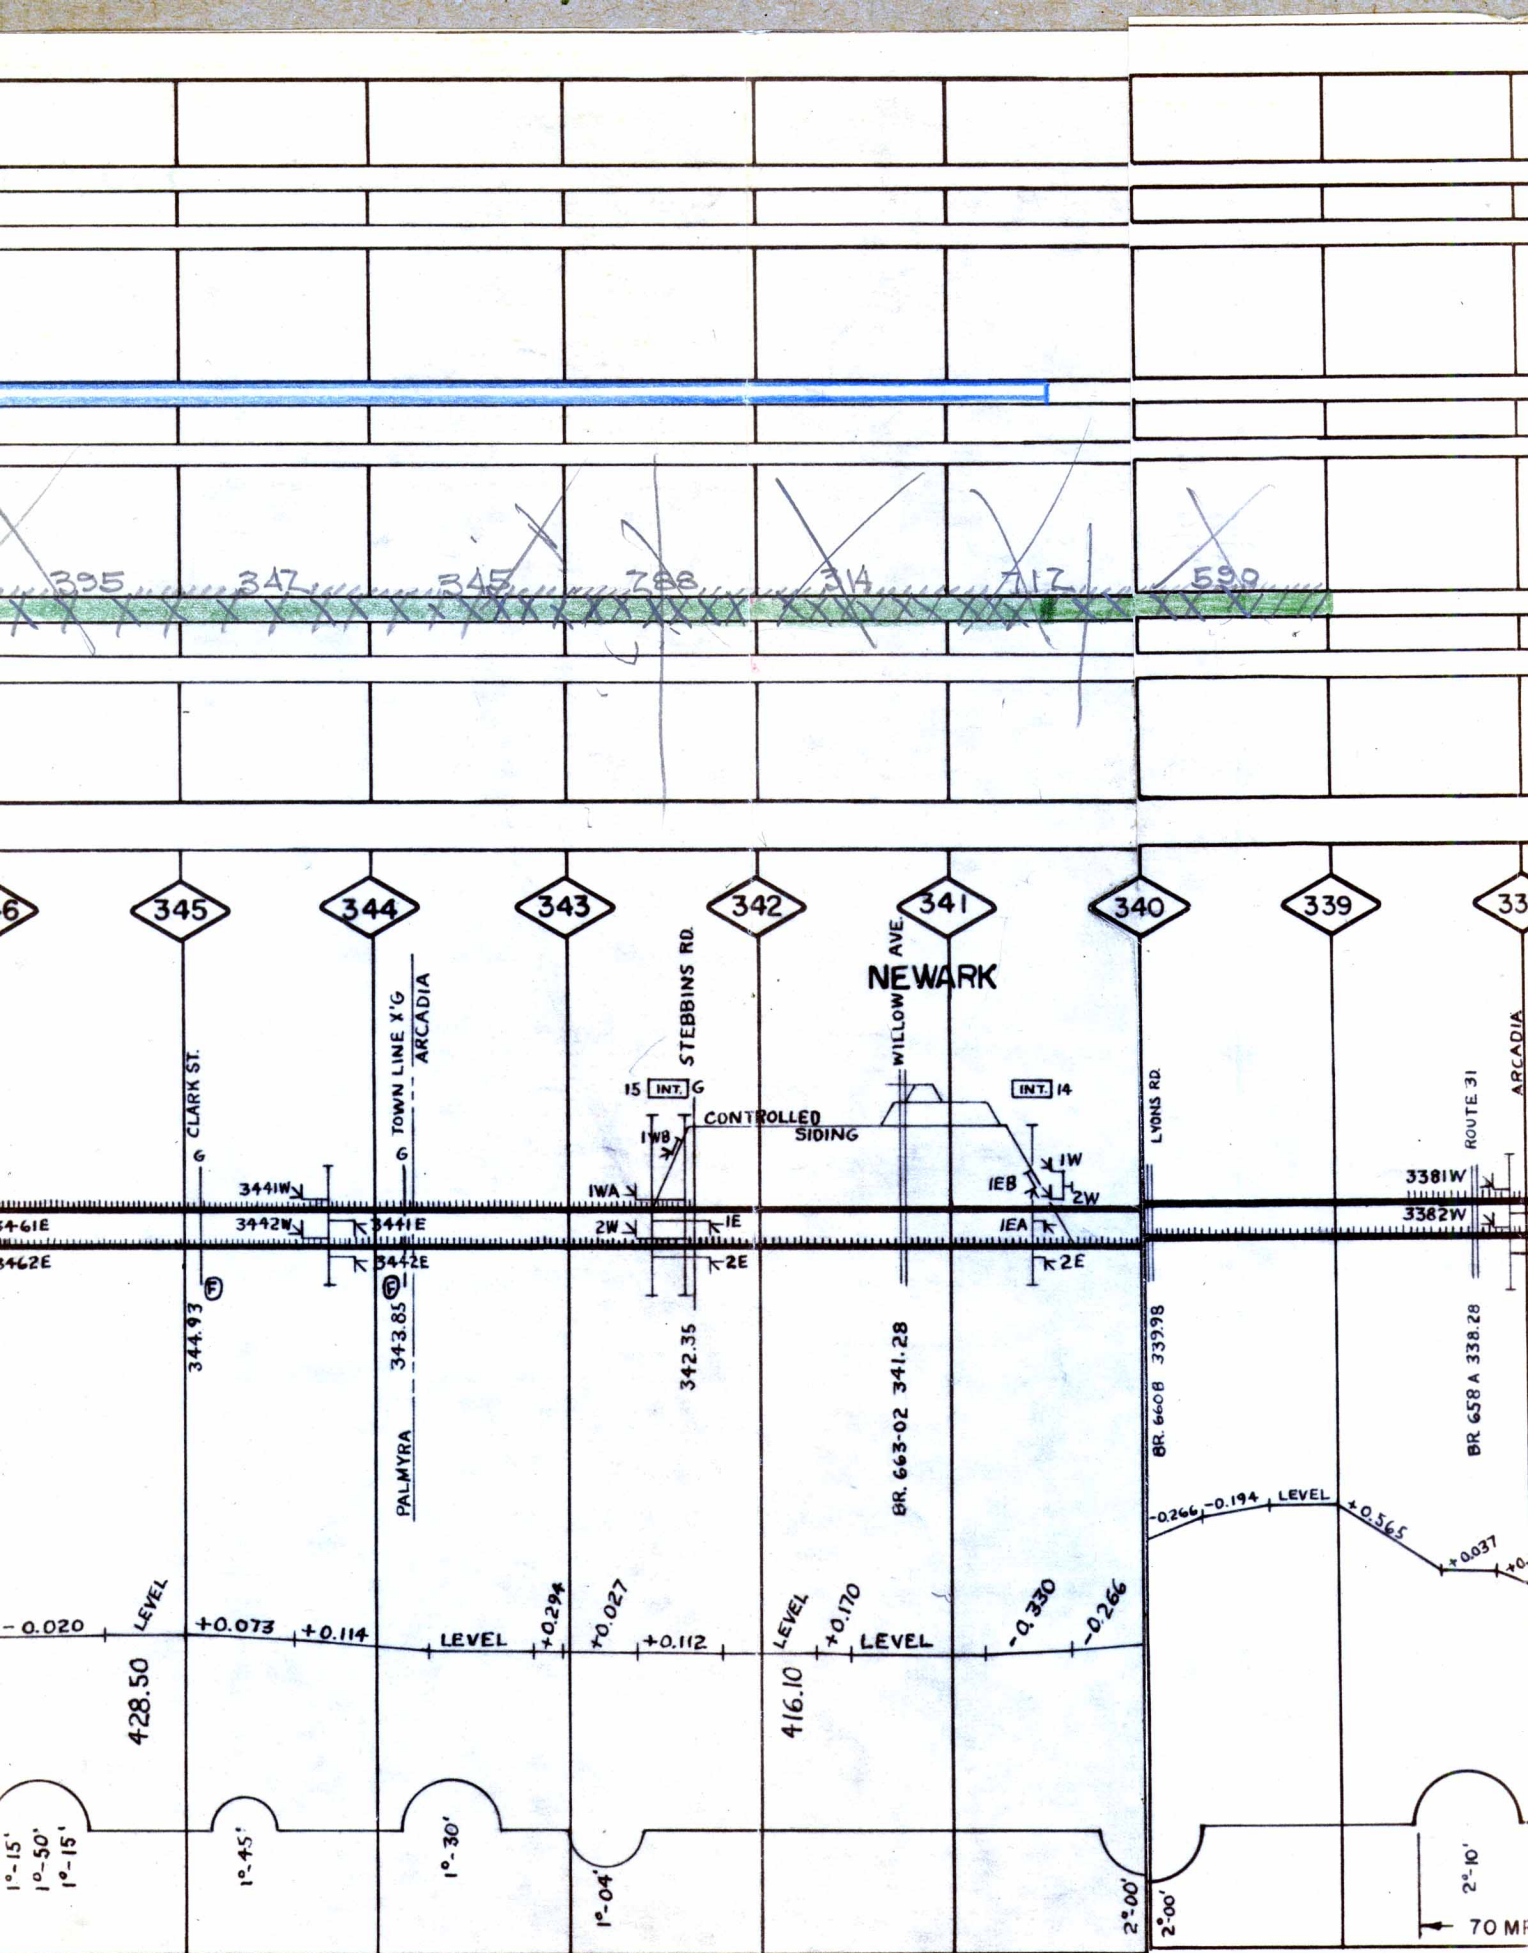 395 347 345 788 314 717 590
345 344 343 342 341 340 339
NEWARK
CLARK ST.
TOWN LINE X'G
ARCADIA
STEBBINS RD.
WILLOW AVE.
LYONS RD.
ROUTE 31
ARCADIA
15 INT. G
INT. 14
CONTROLLED
SIDING
1WB
G
G
1W
3441W
1WA
1EB
2W
3381W
3461E
3442W
3441E
2W
1E
1EA
3382W
3462E
3442E
2E
2E
344.93
343.85
342.35
BR. 663-02 341.28
BR. 660B 339.98
BR 658A 338.28
PALMYRA
-0.266
-0.194
LEVEL
+0.565
+0.037
-0.020
LEVEL
+0.073
+0.114
LEVEL
+0.294
+0.027
+0.112
LEVEL
+0.170
LEVEL
-0.330
-0.266
428.50
416.10
1°-15'
1°-50'
1°-15'
1°-45'
1°-30'
1°-04'
2°-00'
2°-00'
2°-10'
70 MP